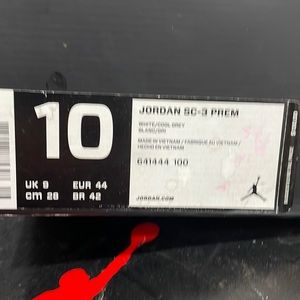 10
JORDAN SC-3 PREM
WHITE/COOL GREY
BLANC/GRI
MADE IN VIETNAM / FABRIQUE AU VIETNAM /
HECHO EN VIETNAM
641444 100
UK 9 EUR 44
CM 28 BR 42
JORDAN.COM